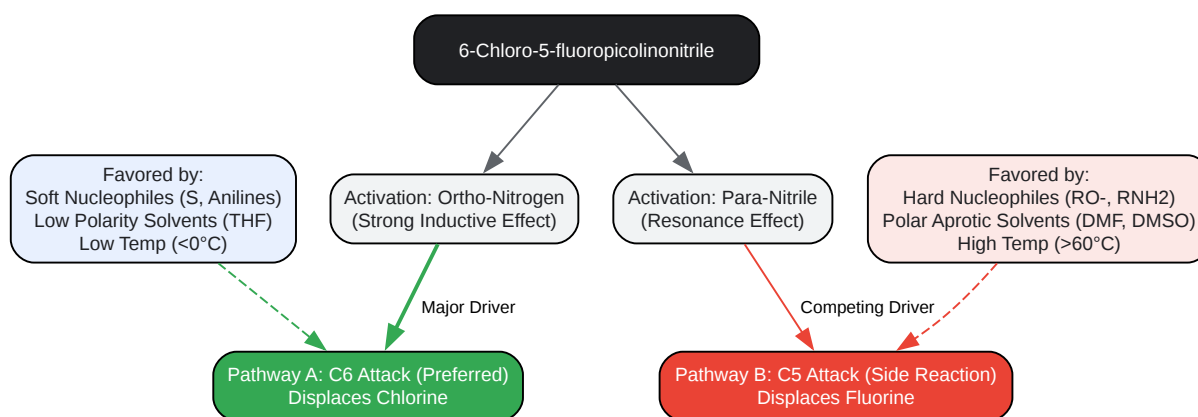 6-Chloro-5-fluoropicolinonitrile
Favored by:
Soft Nucleophiles (S, Anilines)
Low Polarity Solvents (THF)
Low Temp (<0°C)
Activation: Ortho-Nitrogen
(Strong Inductive Effect)
Activation: Para-Nitrile
(Resonance Effect)
Favored by:
Hard Nucleophiles (RO-, RNH2)
Polar Aprotic Solvents (DMF, DMSO)
High Temp (>60°C)
Major Driver
Competing Driver
Pathway A: C6 Attack (Preferred)
Displaces Chlorine
Pathway B: C5 Attack (Side Reaction)
Displaces Fluorine